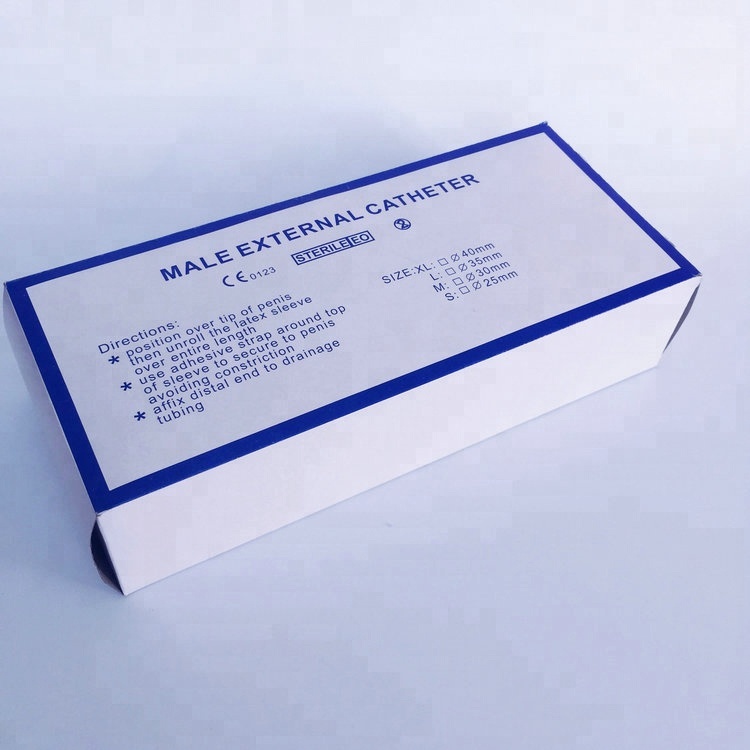 MALE EXTERNAL CATHETER
CE 0123 STERILE EO 2
SIZE:XL: □ ∅40mm
L: □ ∅35mm
M: □ ∅30mm
S: □ ∅25mm
Directions:
* position over tip of penis
then unroll the latex sleeve
over entire length
* use adhesive strap around top
of sleeve to secure to penis
avoiding constriction
* affix distal end to drainage
tubing